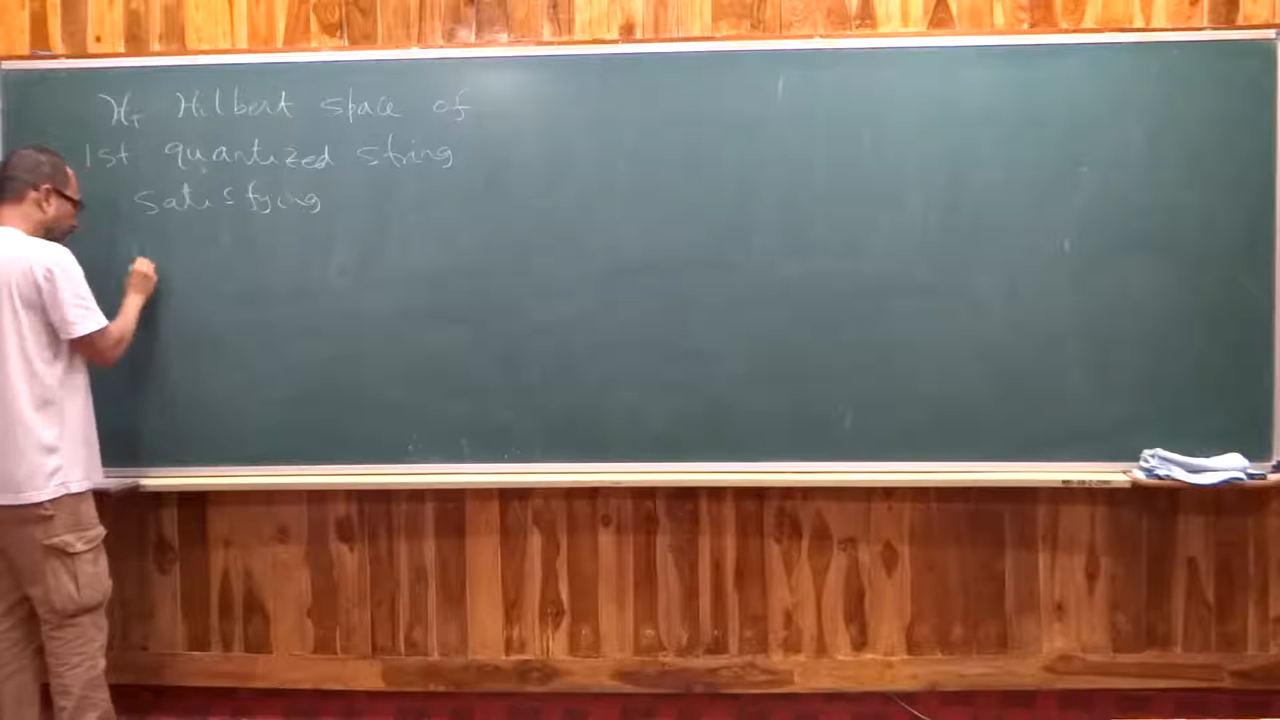 H_T Hilbert space of
1st quantized string
satisfying